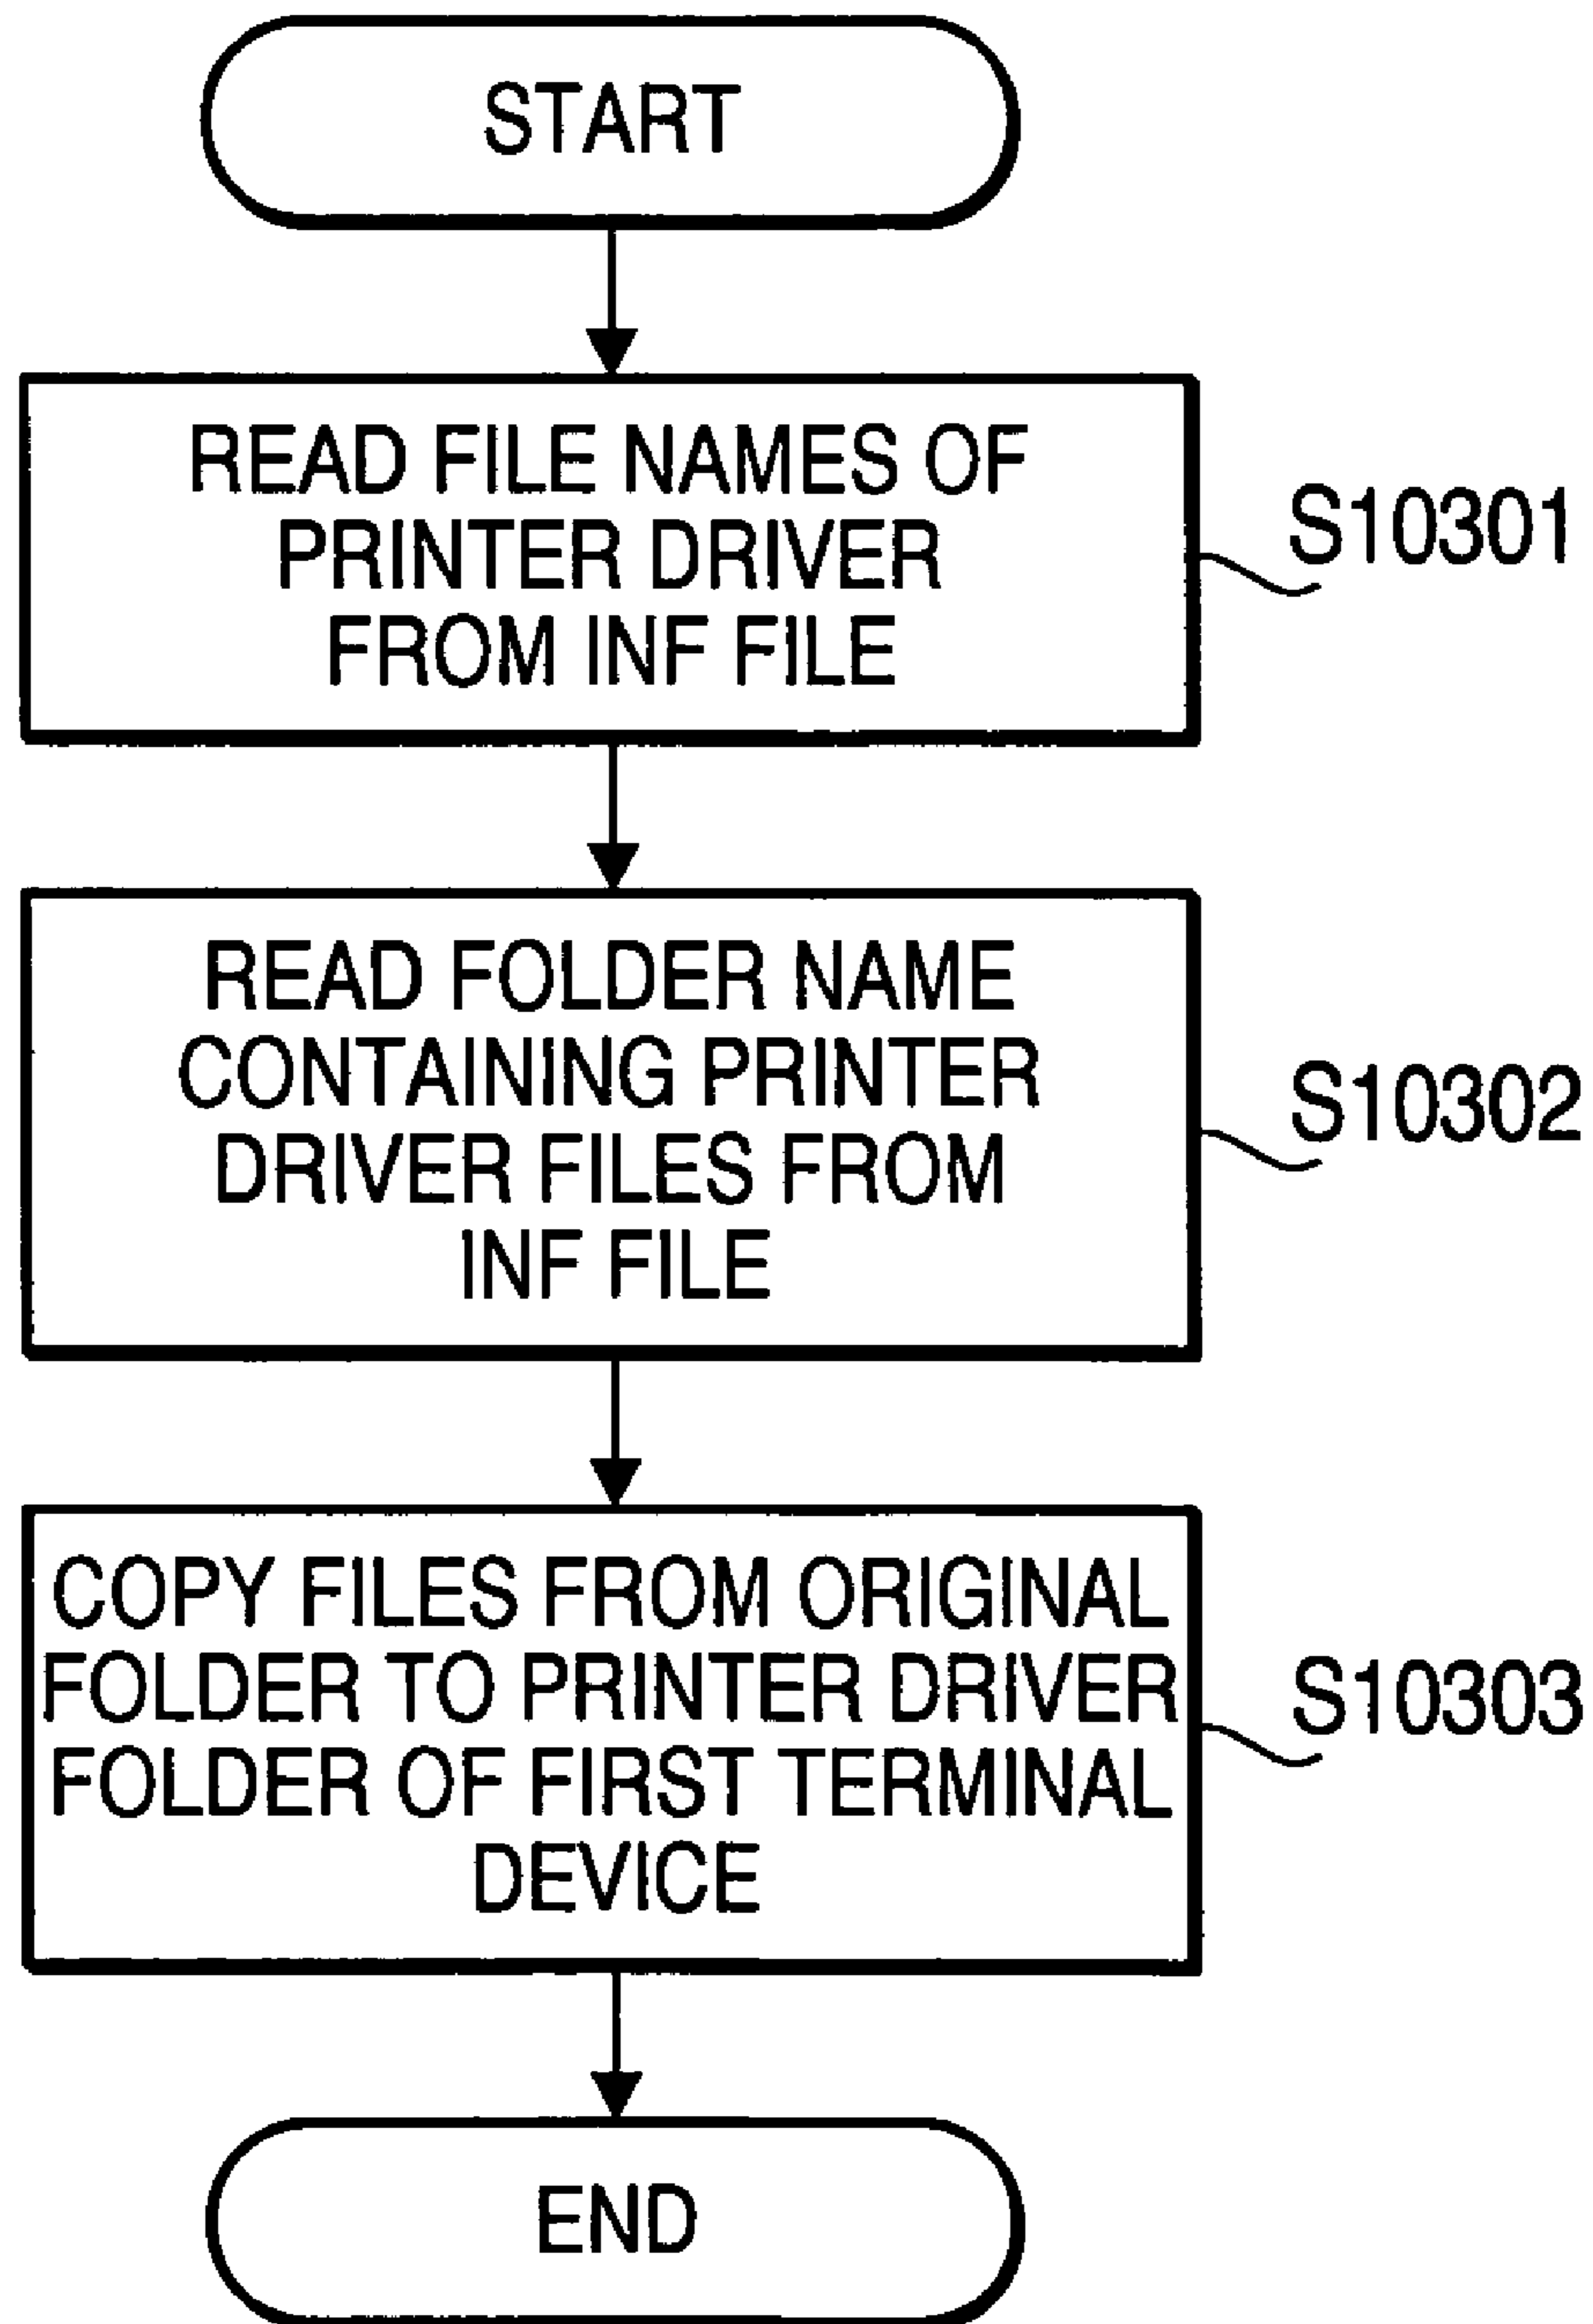 START
READ FILE NAMES OF
PRINTER DRIVER
FROM INF FILE
S10301
READ FOLDER NAME
CONTAINING PRINTER
DRIVER FILES FROM
INF FILE
S10302
COPY FILES FROM ORIGINAL
FOLDER TO PRINTER DRIVER
FOLDER OF FIRST TERMINAL
DEVICE
S10303
END